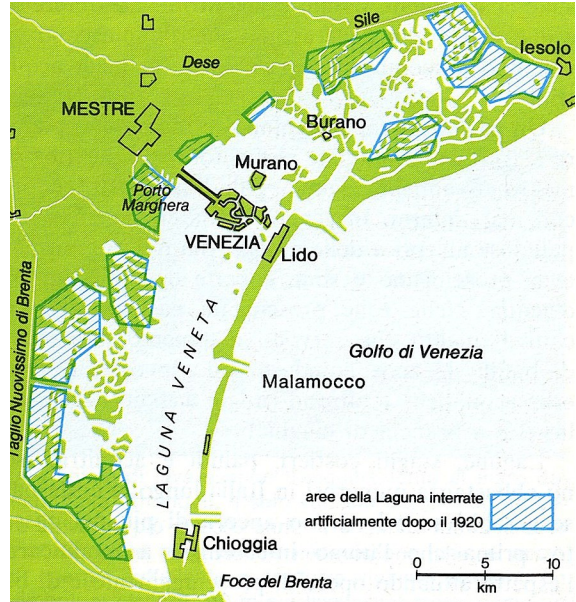 Sile
Iesolo
Dese
MESTRE
Burano
Murano
Porto
Marghera
VENEZIA
Lido
Taglio Nuovissimo di Brenta
LAGUNA VENETA
Golfo di Venezia
Malamocco
aree della Laguna interrate
artificialmente dopo il 1920
Chioggia
Foce del Brenta
0 5 10
km